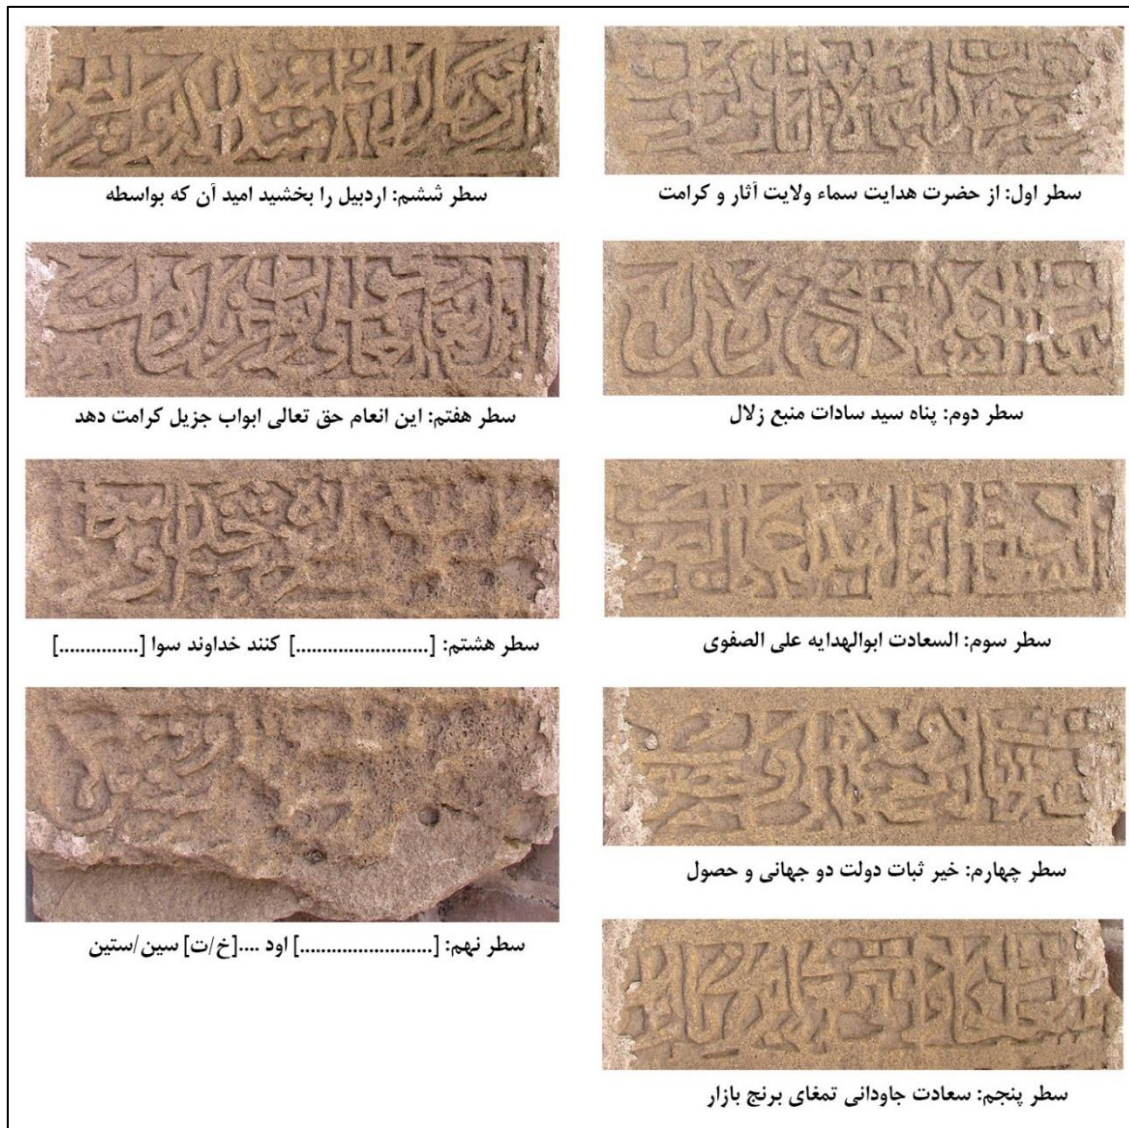 سطر اول: از حضرت هدایت سماء ولایت آثار و کرامت
سطر دوم: پناه سید سادات منبع زلال
سطر سوم: السعادت ابوالهدایه علی الصفوی
سطر چهارم: خیر ثبات دولت دو جهانی و حصول
سطر پنجم: سعادت جاودانی تمغای برنج بازار
سطر ششم: اردبیل را بخشید امید آن که بواسطه
سطر هفتم: این انعام حق تعالی ابواب جزیل کرامت دهد
سطر هشتم: [.........................] کنند خداوند سوا [...............]
سطر نهم: [.........................] اود ....[خ/ت] سین/ستین